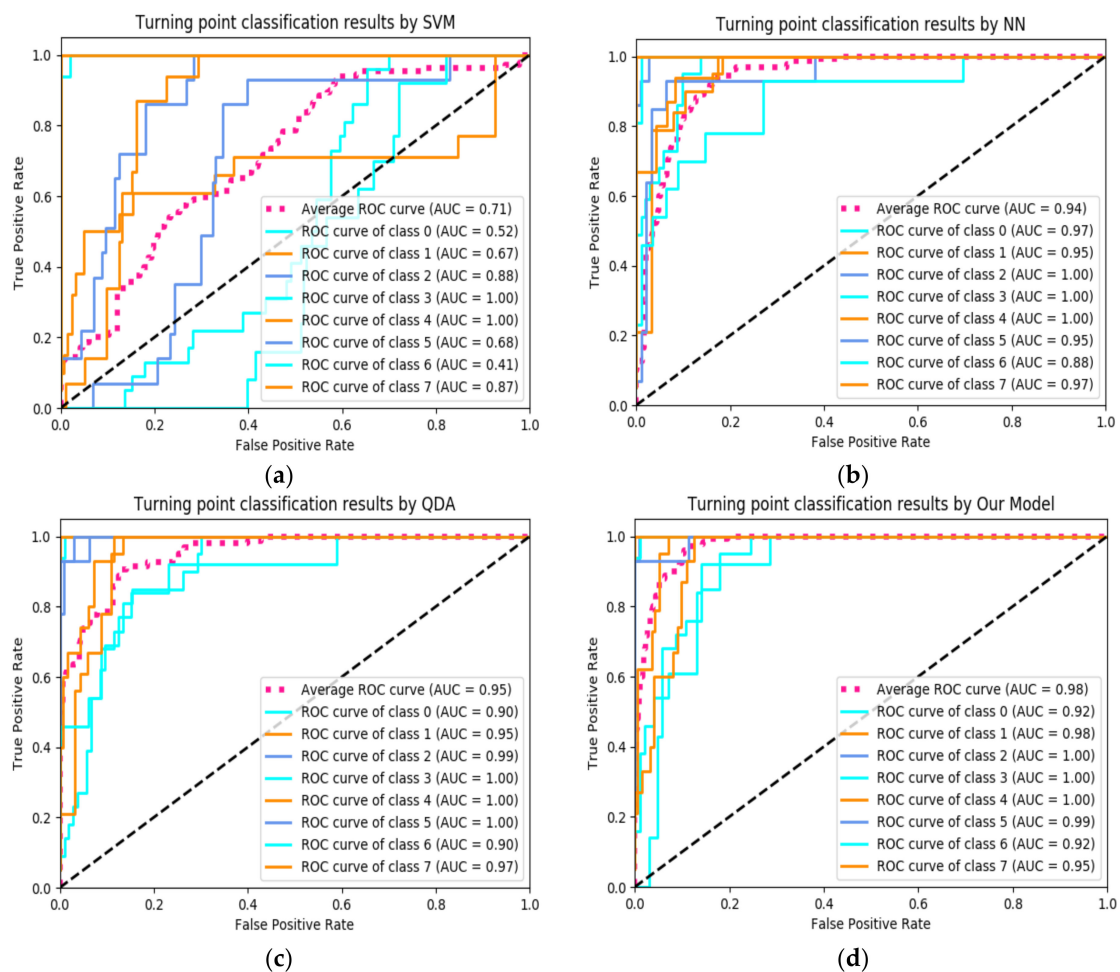 Turning point classification results by SVM
True Positive Rate
1.0
0.8
0.6
0.4
0.2
0.0
Average ROC curve (AUC = 0.71)
ROC curve of class 0 (AUC = 0.52)
ROC curve of class 1 (AUC = 0.67)
ROC curve of class 2 (AUC = 0.88)
ROC curve of class 3 (AUC = 1.00)
ROC curve of class 4 (AUC = 1.00)
ROC curve of class 5 (AUC = 0.68)
ROC curve of class 6 (AUC = 0.41)
ROC curve of class 7 (AUC = 0.87)
0.0 0.2 0.4 0.6 0.8 1.0
False Positive Rate
(a)
Turning point classification results by NN
True Positive Rate
1.0
0.8
0.6
0.4
0.2
0.0
Average ROC curve (AUC = 0.94)
ROC curve of class 0 (AUC = 0.97)
ROC curve of class 1 (AUC = 0.95)
ROC curve of class 2 (AUC = 1.00)
ROC curve of class 3 (AUC = 1.00)
ROC curve of class 4 (AUC = 1.00)
ROC curve of class 5 (AUC = 0.95)
ROC curve of class 6 (AUC = 0.88)
ROC curve of class 7 (AUC = 0.97)
0.0 0.2 0.4 0.6 0.8 1.0
False Positive Rate
(b)
Turning point classification results by QDA
True Positive Rate
1.0
0.8
0.6
0.4
0.2
0.0
Average ROC curve (AUC = 0.95)
ROC curve of class 0 (AUC = 0.90)
ROC curve of class 1 (AUC = 0.95)
ROC curve of class 2 (AUC = 0.99)
ROC curve of class 3 (AUC = 1.00)
ROC curve of class 4 (AUC = 1.00)
ROC curve of class 5 (AUC = 1.00)
ROC curve of class 6 (AUC = 0.90)
ROC curve of class 7 (AUC = 0.97)
0.0 0.2 0.4 0.6 0.8 1.0
False Positive Rate
(c)
Turning point classification results by Our Model
True Positive Rate
1.0
0.8
0.6
0.4
0.2
0.0
Average ROC curve (AUC = 0.98)
ROC curve of class 0 (AUC = 0.92)
ROC curve of class 1 (AUC = 0.98)
ROC curve of class 2 (AUC = 1.00)
ROC curve of class 3 (AUC = 1.00)
ROC curve of class 4 (AUC = 1.00)
ROC curve of class 5 (AUC = 0.99)
ROC curve of class 6 (AUC = 0.92)
ROC curve of class 7 (AUC = 0.95)
0.0 0.2 0.4 0.6 0.8 1.0
False Positive Rate
(d)